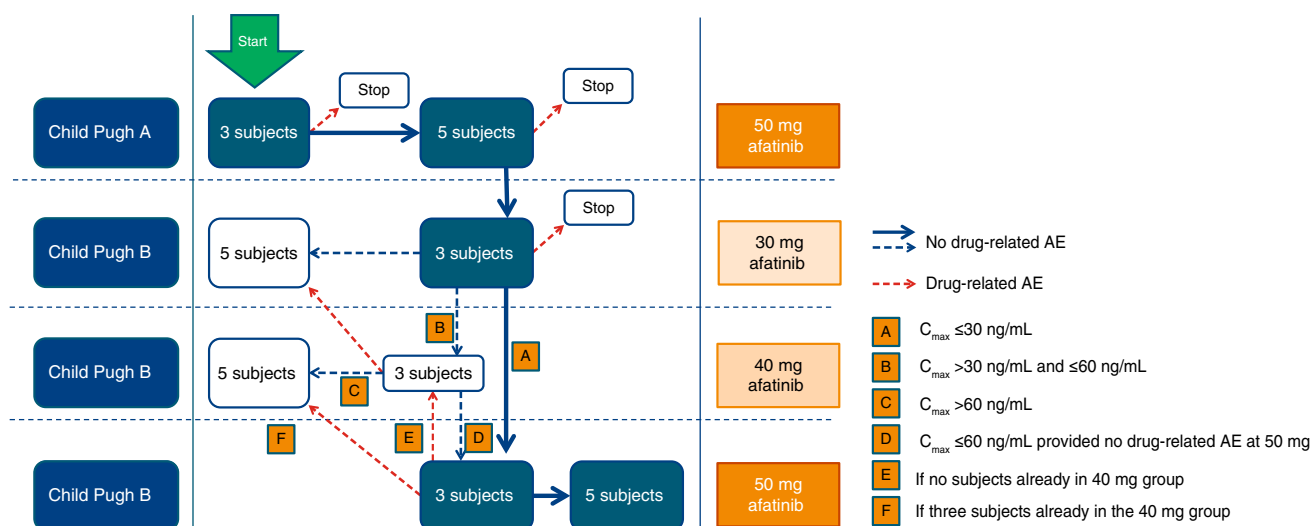 Start
Stop
Stop
Child Pugh A
3 subjects
5 subjects
50 mg
afatinib
Stop
Child Pugh B
5 subjects
3 subjects
30 mg
afatinib
No drug-related AE
Drug-related AE
B
A
A C_max ≤30 ng/mL
Child Pugh B
5 subjects
3 subjects
40 mg
afatinib
B C_max >30 ng/mL and ≤60 ng/mL
C
C C_max >60 ng/mL
F
E
D
D C_max ≤60 ng/mL provided no drug-related AE at 50 mg
Child Pugh B
3 subjects
5 subjects
50 mg
afatinib
E If no subjects already in 40 mg group
F If three subjects already in the 40 mg group